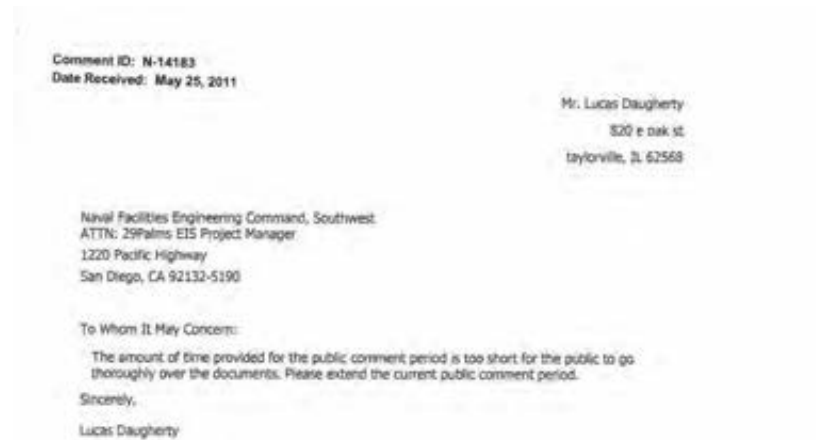 Comment ID: N-14183
Date Received: May 25, 2011
Mr. Lucas Daugherty
820 e oak st
taylorville, IL 62568
Naval Facilities Engineering Command, Southwest
ATTN: 29Palms EIS Project Manager
1220 Pacific Highway
San Diego, CA 92132-5190
To Whom It May Concern:
The amount of time provided for the public comment period is too short for the public to go
thoroughly over the documents. Please extend the current public comment period.
Sincerely,
Lucas Daugherty